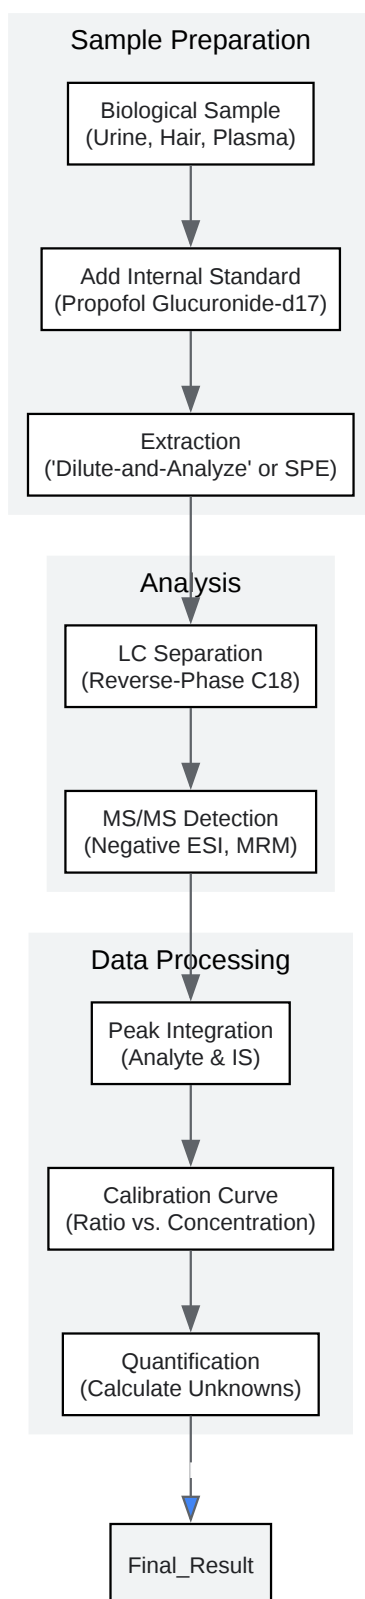 Sample Preparation
Biological Sample
(Urine, Hair, Plasma)
Add Internal Standard
(Propofol Glucuronide-d17)
Extraction
('Dilute-and-Analyze' or SPE)
Analysis
LC Separation
(Reverse-Phase C18)
MS/MS Detection
(Negative ESI, MRM)
Data Processing
Peak Integration
(Analyte & IS)
Calibration Curve
(Ratio vs. Concentration)
Quantification
(Calculate Unknowns)
Final_Result